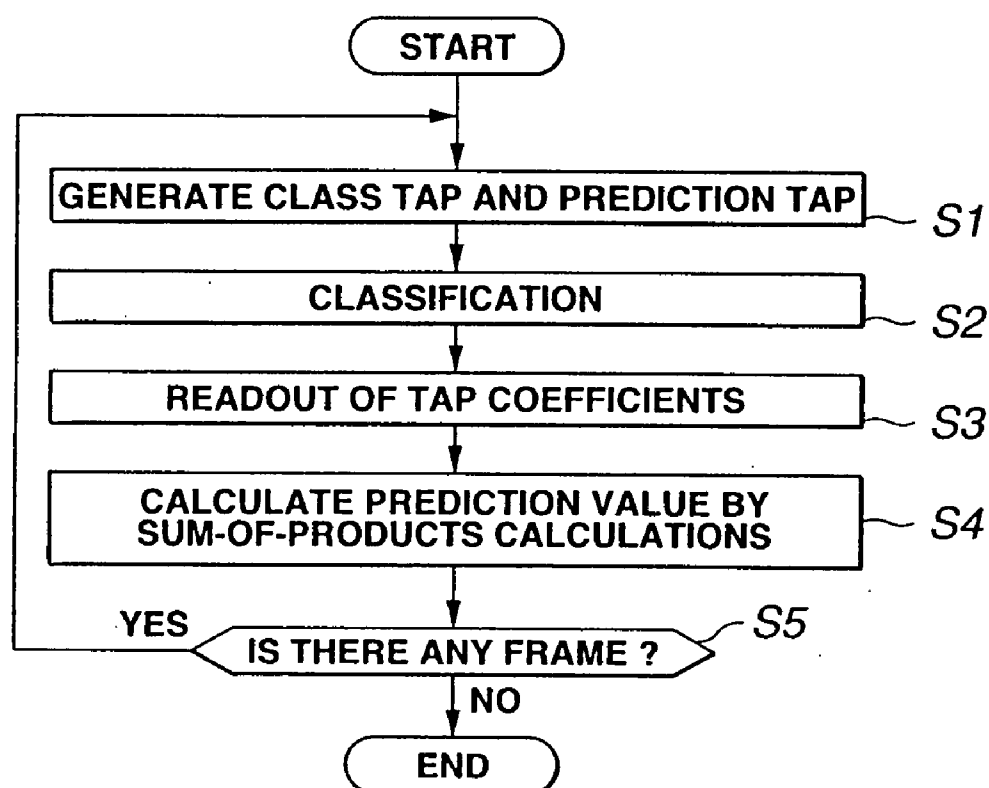 START
GENERATE CLASS TAP AND PREDICTION TAP
S1
CLASSIFICATION
S2
READOUT OF TAP COEFFICIENTS
S3
CALCULATE PREDICTION VALUE BY
SUM-OF-PRODUCTS CALCULATIONS
S4
YES
IS THERE ANY FRAME ?
S5
NO
END